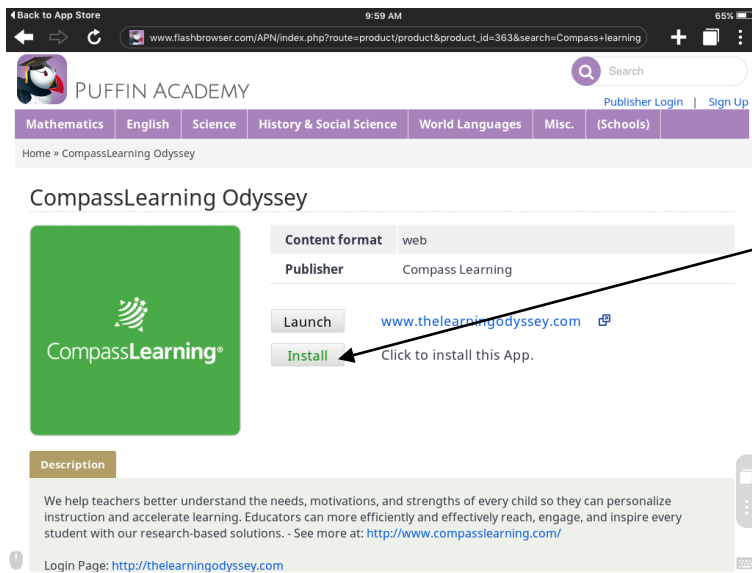 Back to App Store 9:59 AM 65%
www.flashbrowser.com/APN/index.php?route=product/product&product_id=363&search=Compass+learning
PUFFIN ACADEMY
Search
Publisher Login | Sign Up
Mathematics English Science History & Social Science World Languages Misc. (Schools)
Home » CompassLearning Odyssey
CompassLearning Odyssey
Content format web
Publisher Compass Learning
Launch www.thelearningodyssey.com
Install Click to install this App.
CompassLearning®
Description
We help teachers better understand the needs, motivations, and strengths of every child so they can personalize
instruction and accelerate learning. Educators can more efficiently and effectively reach, engage, and inspire every
student with our research-based solutions. - See more at: http://www.compasslearning.com/
Login Page: http://thelearningodyssey.com